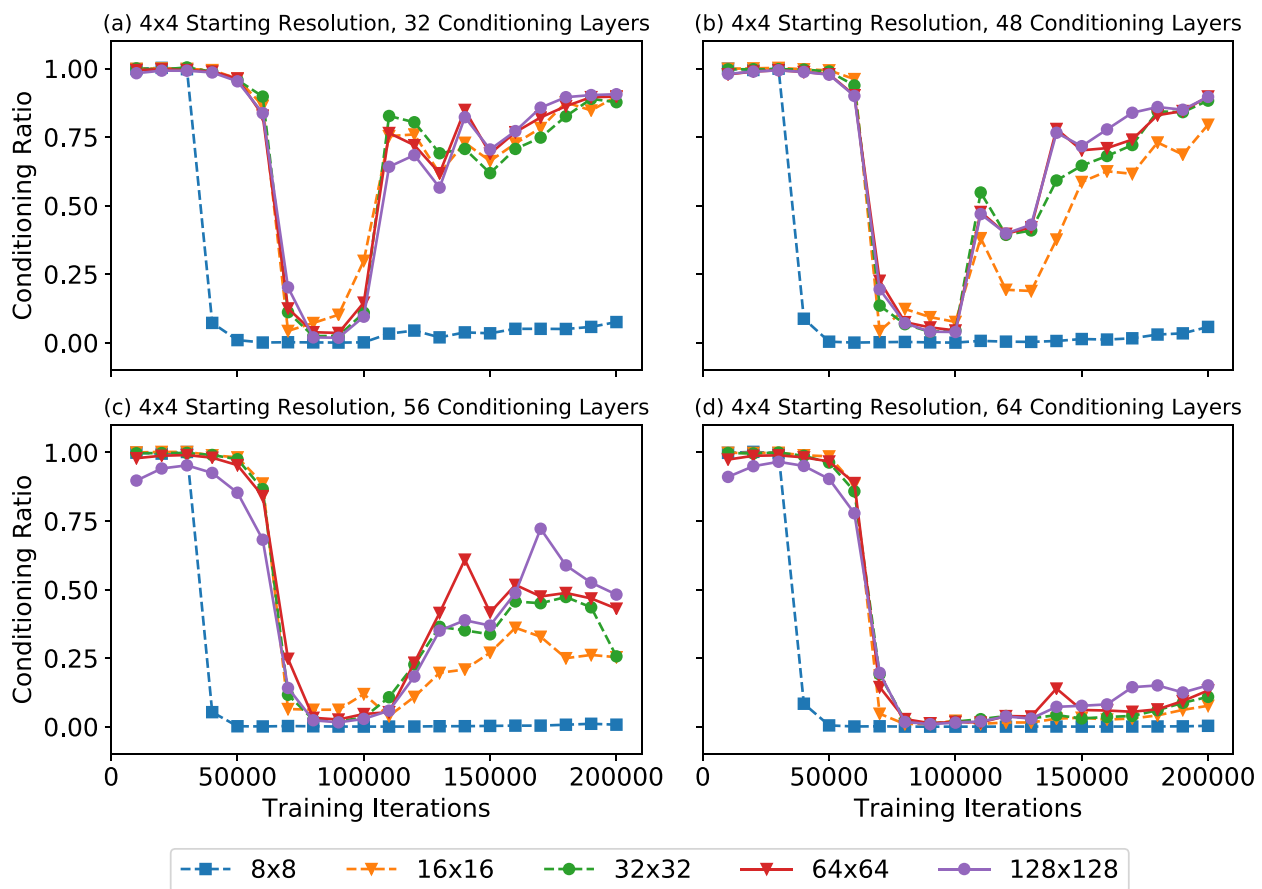 (a) 4x4 Starting Resolution, 32 Conditioning Layers
(b) 4x4 Starting Resolution, 48 Conditioning Layers
1.00
0.75
0.50
0.25
0.00
Conditioning Ratio
(c) 4x4 Starting Resolution, 56 Conditioning Layers
(d) 4x4 Starting Resolution, 64 Conditioning Layers
1.00
0.75
0.50
0.25
0.00
Conditioning Ratio
0 50000 100000 150000 200000
0 50000 100000 150000 200000
Training Iterations
Training Iterations
8x8 16x16 32x32 64x64 128x128